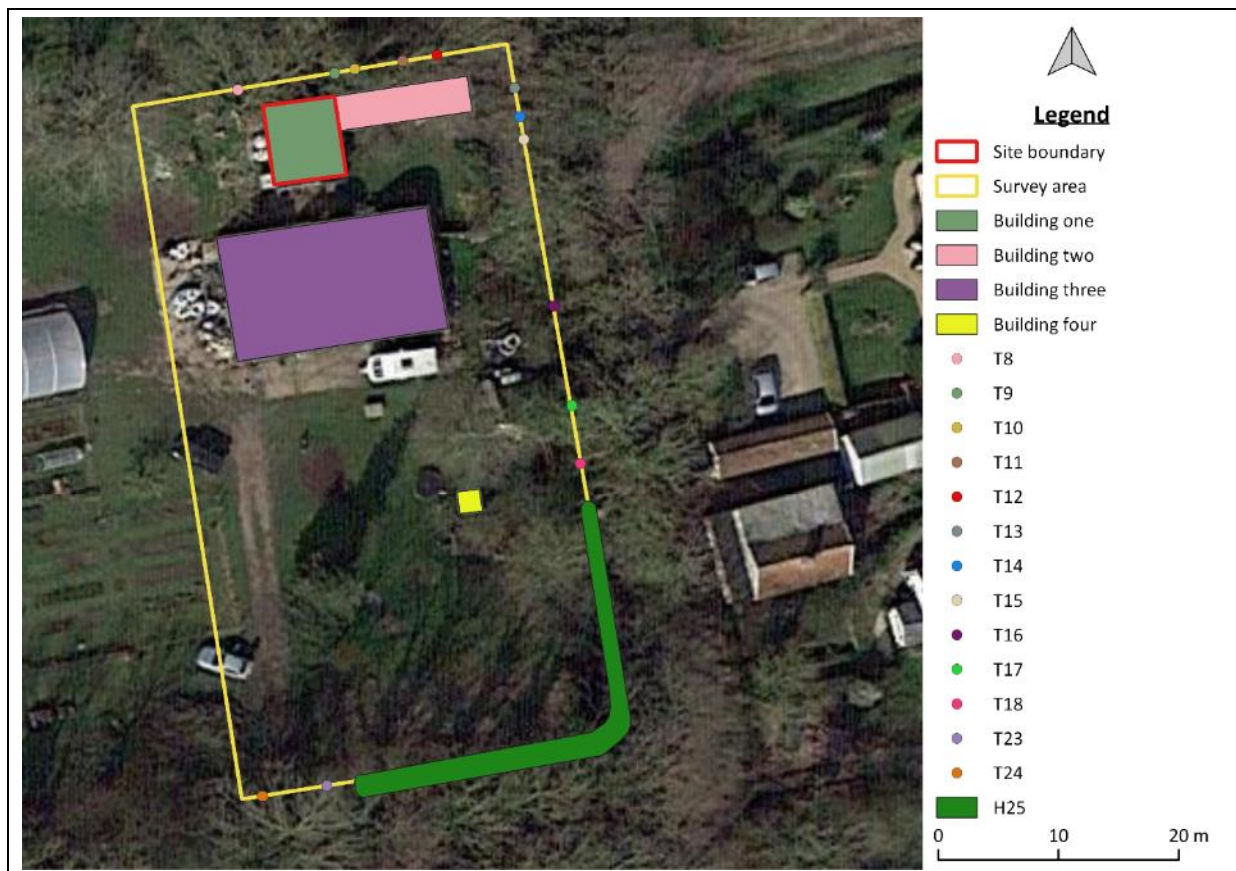 Legend
Site boundary
Survey area
Building one
Building two
Building three
Building four
T8
T9
T10
T11
T12
T13
T14
T15
T16
T17
T18
T23
T24
H25
0 10 20 m